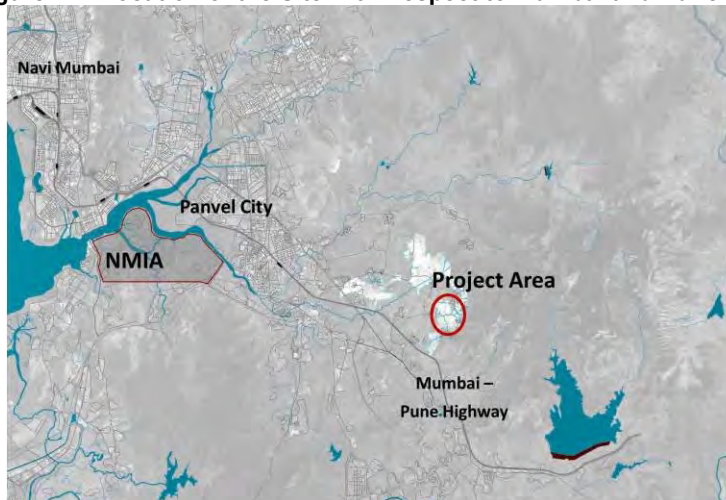 Navi Mumbai
Panvel City
NMIA
Project Area
Mumbai –
Pune Highway